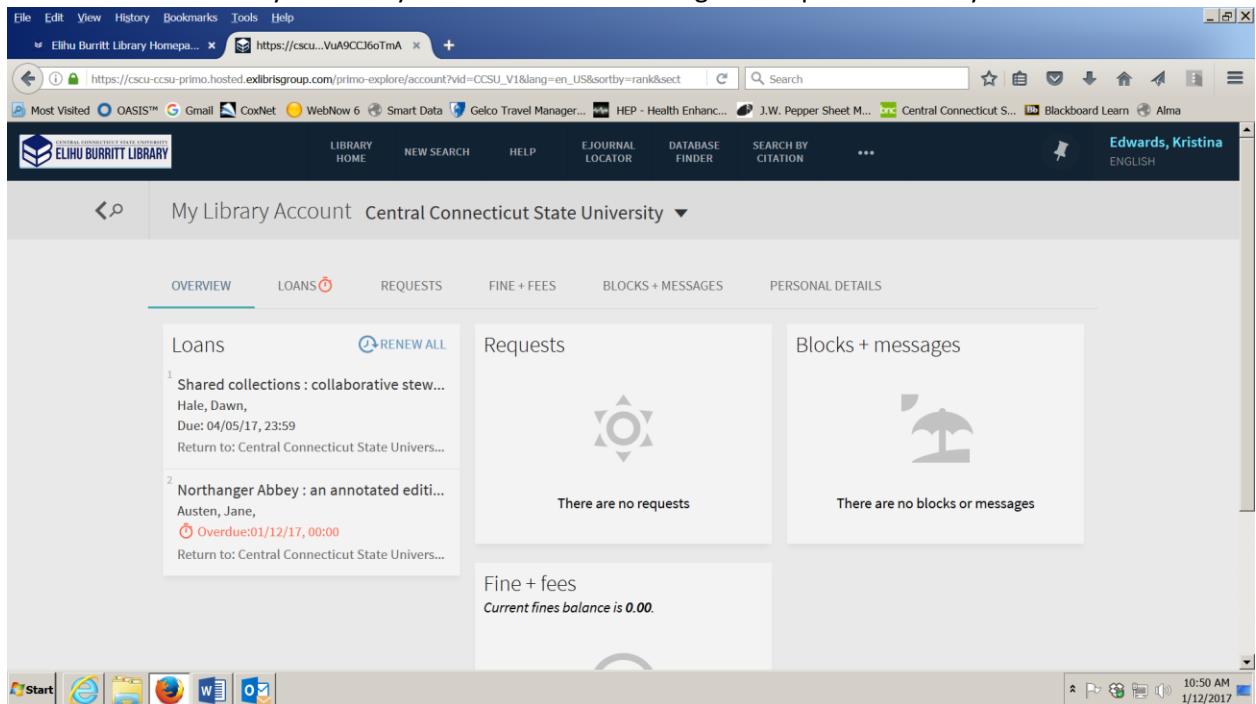 File Edit View History Bookmarks Tools Help
Elihu Burritt Library Homepa... × https://cscu...VuA9CCJ6oTmA × +
https://cscu-ccsu-primo.hosted.exlibrisgroup.com/primo-explore/account?vid=CCSU_V1&lang=en_US&sortby=rank&sect Search
Most Visited OASIS™ Gmail CoxNet WebNow 6 Smart Data Gelco Travel Manager... HEP - Health Enhanc... J.W. Pepper Sheet M... Central Connecticut S... Blackboard Learn Alma
CENTRAL CONNECTICUT STATE UNIVERSITY
ELIHU BURRITT LIBRARY
LIBRARY HOME NEW SEARCH HELP EJOURNAL LOCATOR DATABASE FINDER SEARCH BY CITATION •••
Edwards, Kristina
ENGLISH
My Library Account Central Connecticut State University
OVERVIEW LOANS REQUESTS FINE + FEES BLOCKS + MESSAGES PERSONAL DETAILS
Loans RENEW ALL
1 Shared collections : collaborative stew...
Hale, Dawn,
Due: 04/05/17, 23:59
Return to: Central Connecticut State Univers...
2 Northanger Abbey : an annotated editi...
Austen, Jane,
Overdue:01/12/17, 00:00
Return to: Central Connecticut State Univers...
Requests
There are no requests
Blocks + messages
There are no blocks or messages
Fine + fees
Current fines balance is 0.00.
Start
10:50 AM
1/12/2017